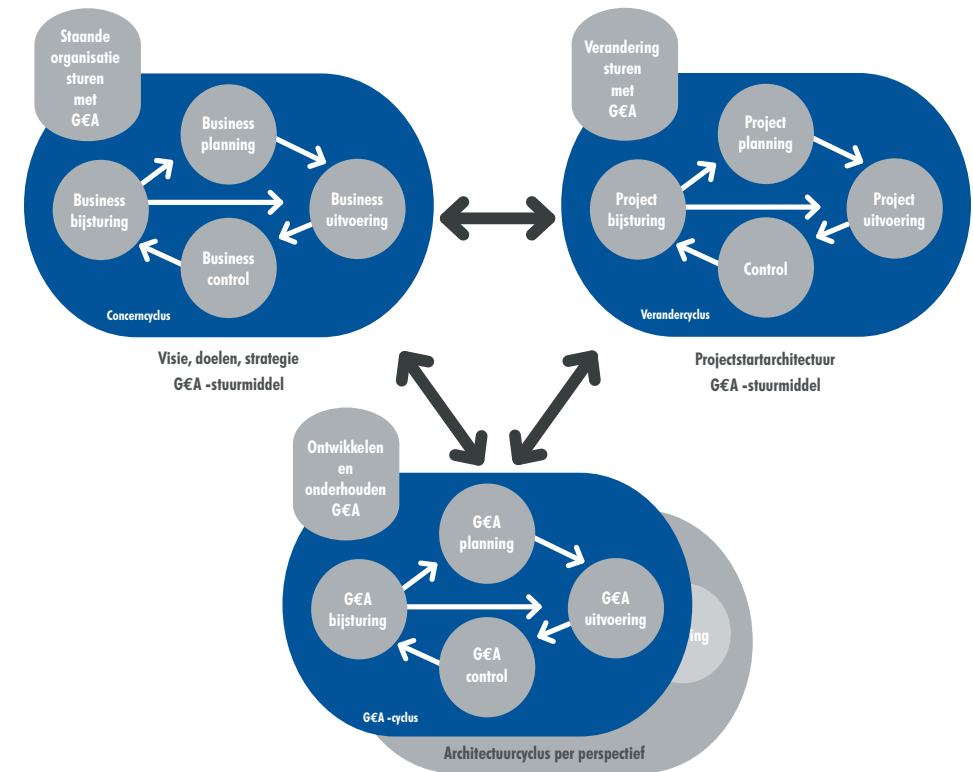 Staande
organisatie
sturen
met
G€A
Business
planning
Business
bijsturing
Business
uitvoering
Business
control
Concerncyclus
Visie, doelen, strategie
G€A -stuurmiddel
Verandering
sturen
met
G€A
Project
planning
Project
bijsturing
Project
uitvoering
Control
Verandercyclus
Projectstartarchitectuur
G€A -stuurmiddel
Ontwikkelen
en
onderhouden
G€A
G€A
planning
G€A
bijsturing
G€A
uitvoering
G€A
control
G€A -cyclus
ing
Architectuurcyclus per perspectief